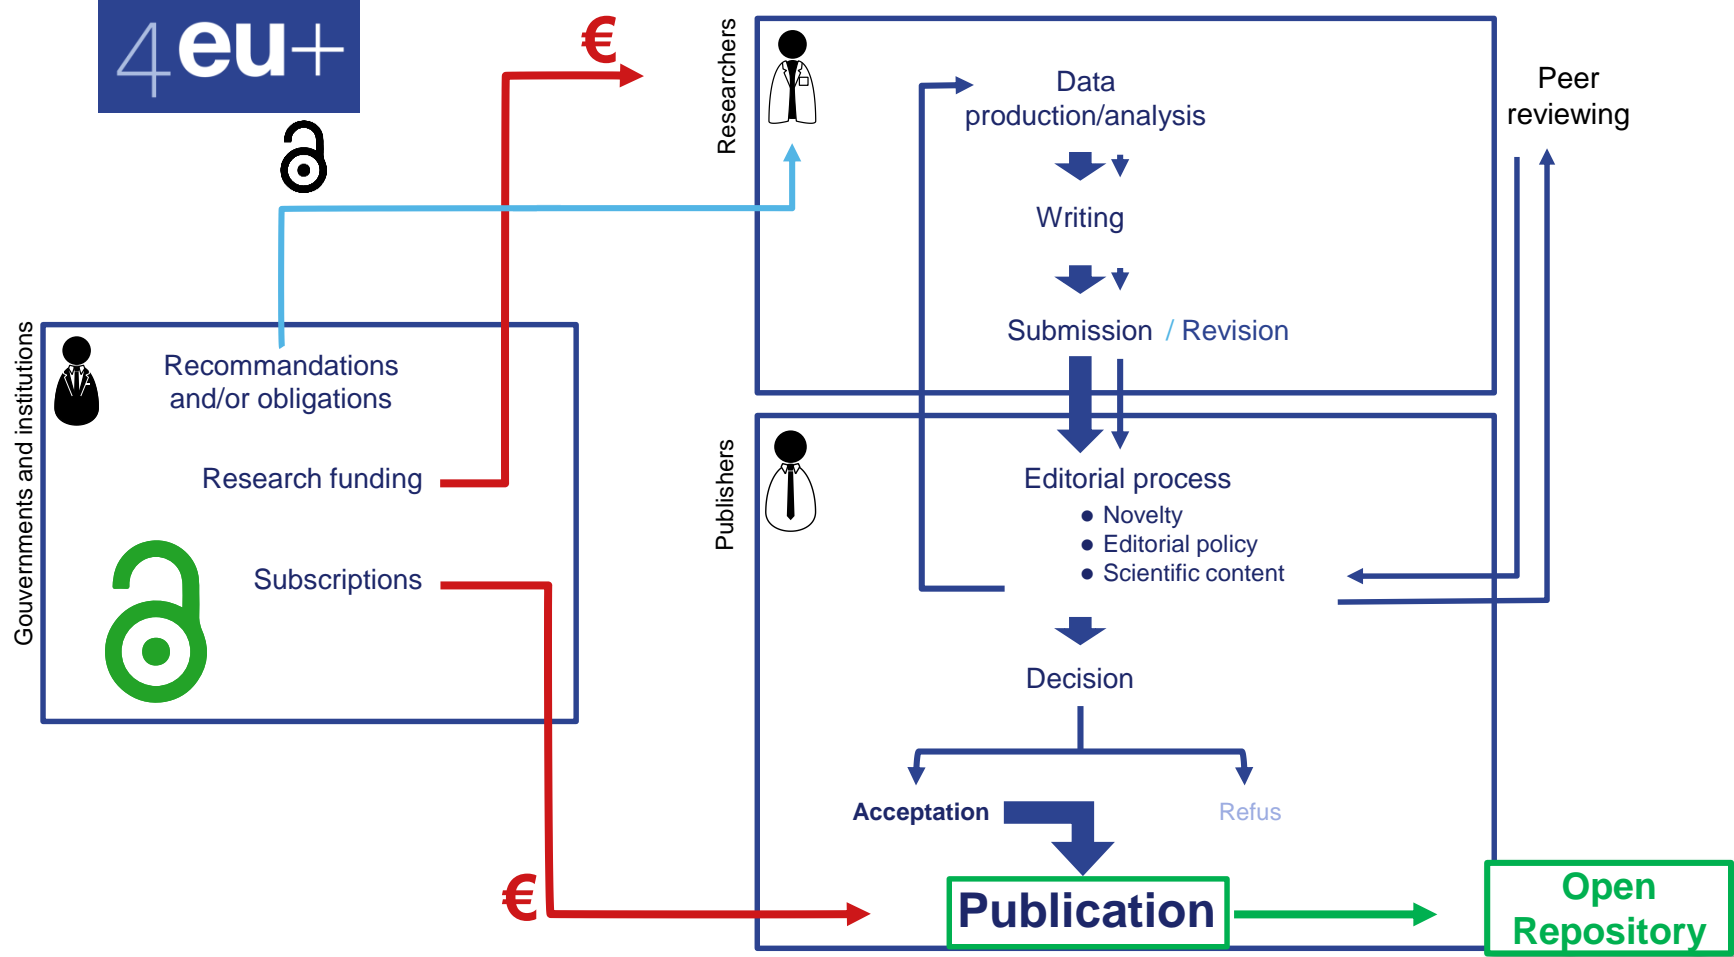 4eu+
€
Researchers
Data
production/analysis
Writing
Submission / Revision
Peer
reviewing
Gouvernments and institutions
Recommandations
and/or obligations
Research funding
Subscriptions
€
Publishers
Editorial process
● Novelty
● Editorial policy
● Scientific content
Decision
Acceptation
Refus
Publication
Open
Repository